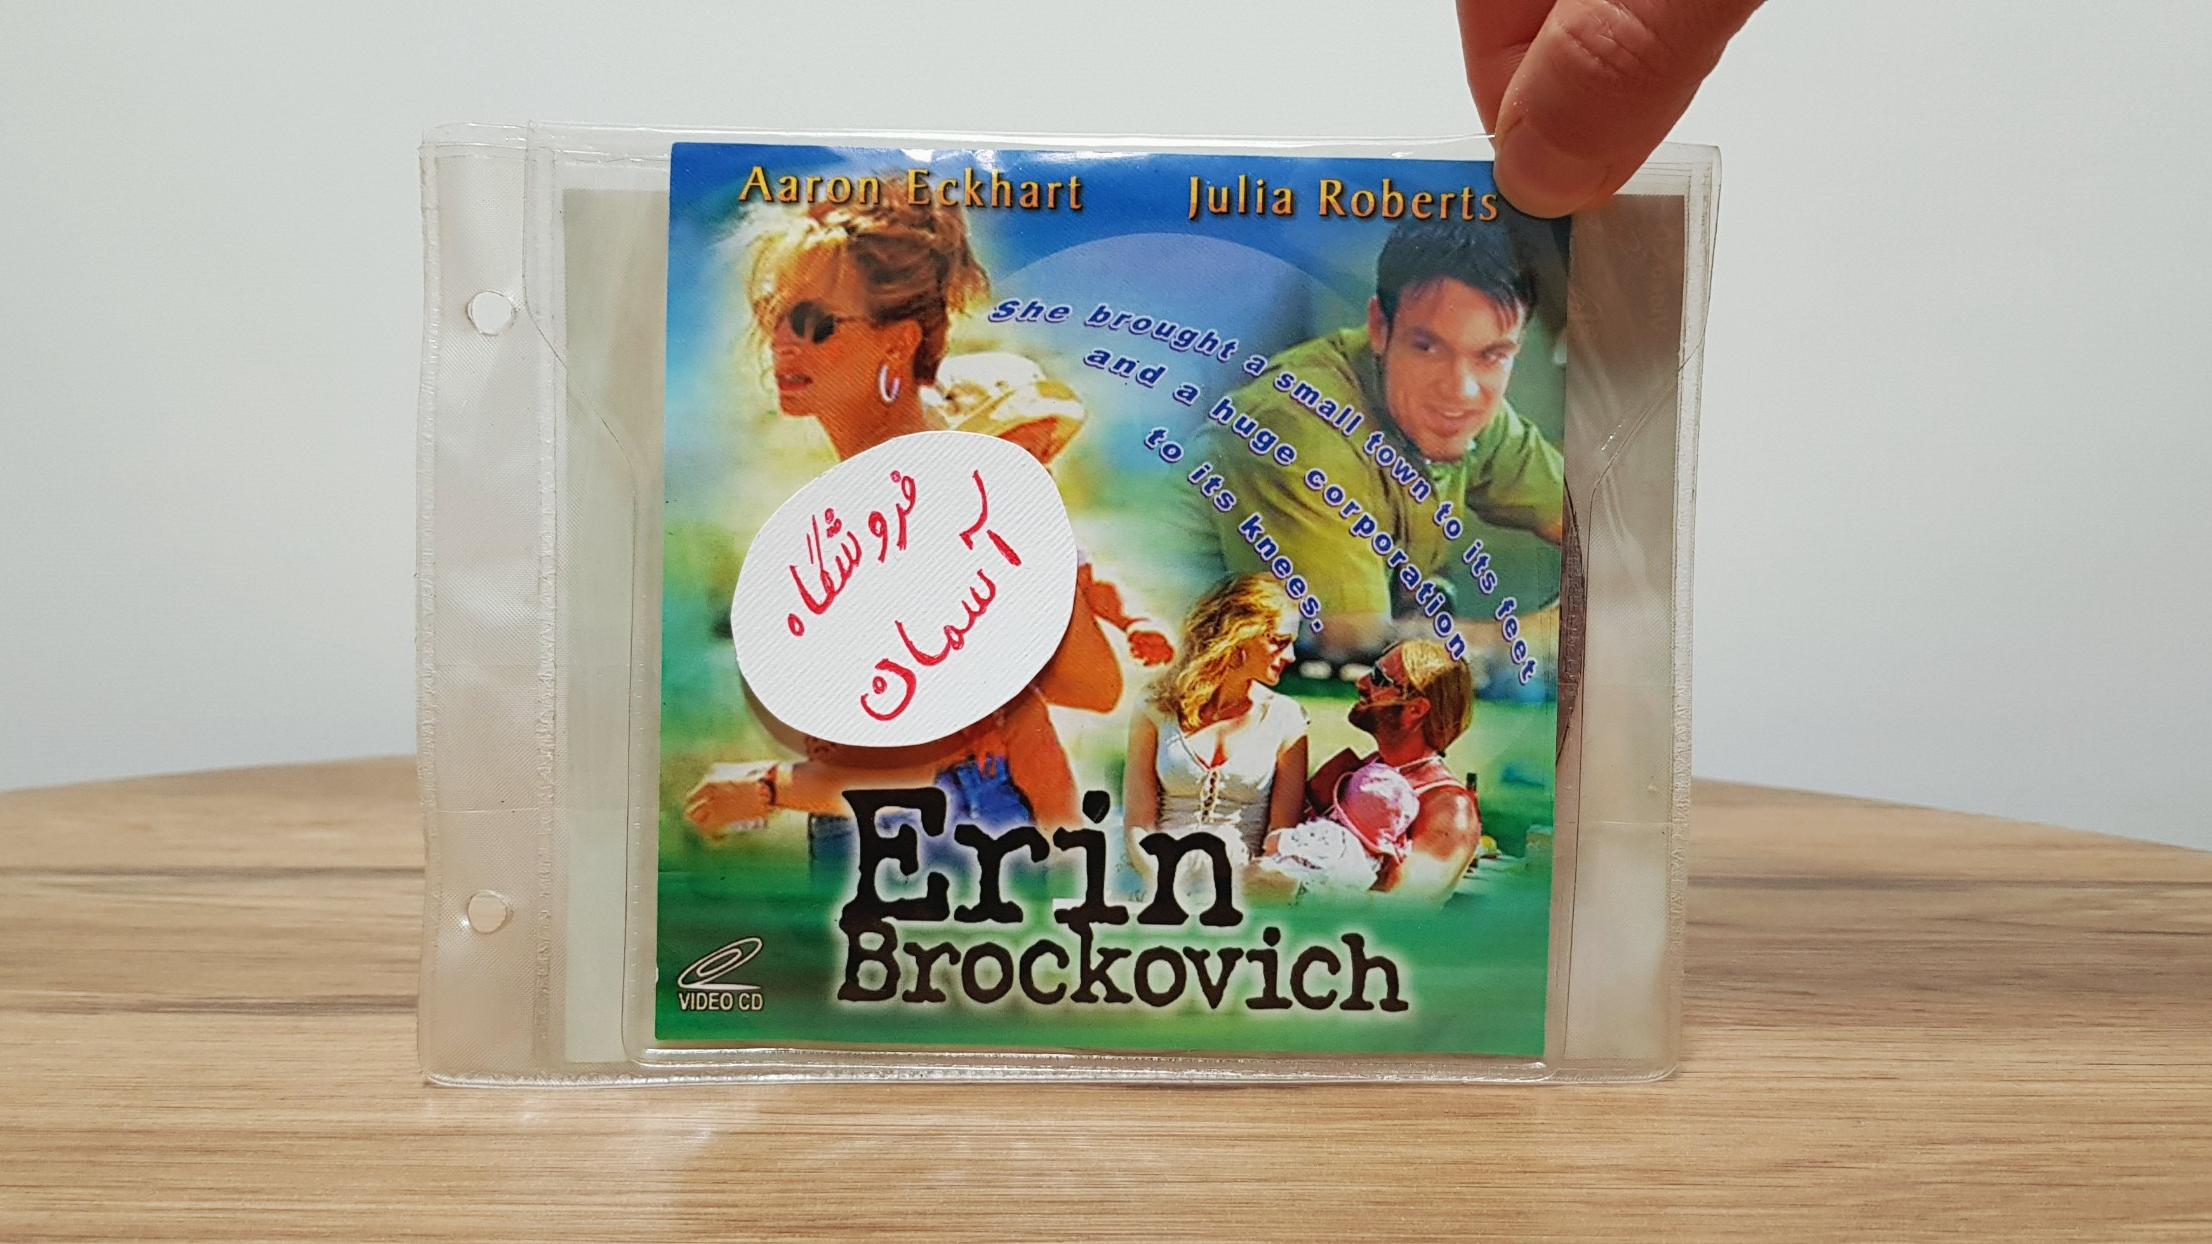 Aaron Eckhart
Julia Roberts
She brought a small town to its feet
and a huge corporation
to its knees.
فروشگاه
آسمان
Erin
Brockovich
VIDEO CD